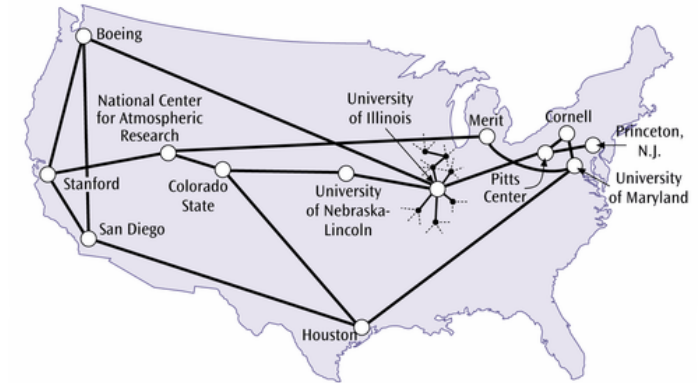 Boeing
National Center
for Atmospheric
Research
University
of Illinois
Merit
Cornell
Princeton,
N.J.
Stanford
Colorado
State
University
of Nebraska-
Lincoln
Pitts
Center
University
of Maryland
San Diego
Houston